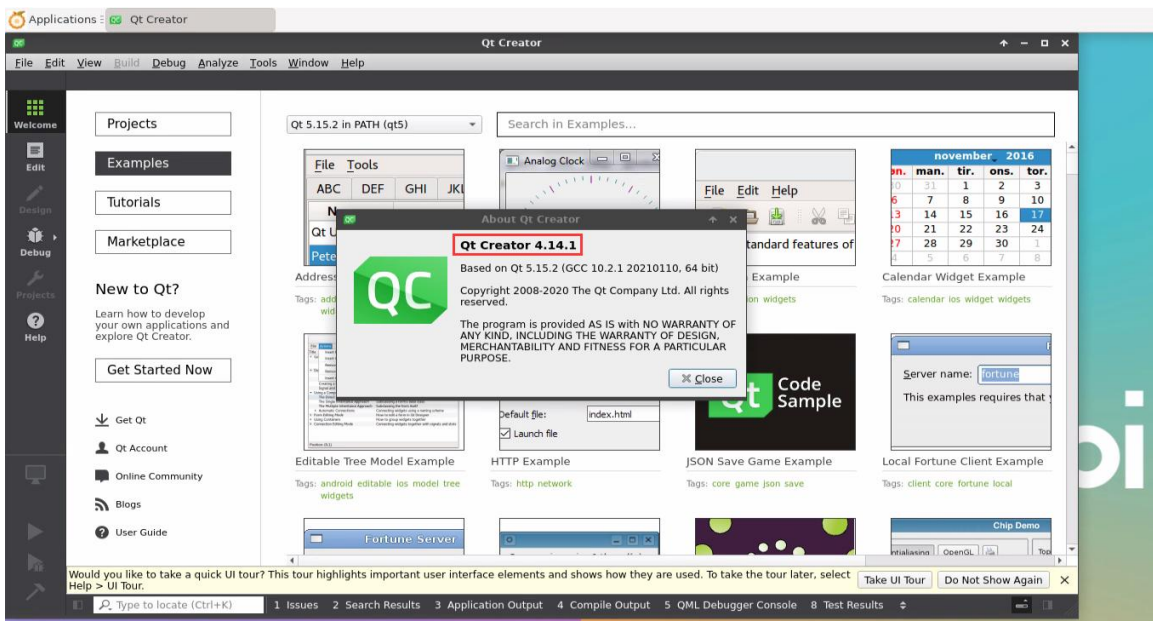 Applications
Qt Creator
Qt Creator
File Edit View Build Debug Analyze Tools Window Help
Welcome
Edit
Design
Debug
Projects
Help
Projects
Examples
Tutorials
Marketplace
New to Qt?
Learn how to develop
your own applications and
explore Qt Creator.
Get Started Now
Get Qt
Qt Account
Online Community
Blogs
User Guide
Qt 5.15.2 in PATH (qt5)
Search in Examples...
File Tools
ABC DEF GHI
Analog Clock
File Edit Help
tandard features of
november 2016
man. tir. ons. tor.
31 1 2 3
7 8 9 10
14 15 16 17
21 22 23 24
28 29 30 1
5 6 7 8
About Qt Creator
Qt Creator 4.14.1
Based on Qt 5.15.2 (GCC 10.2.1 20210110, 64 bit)
Copyright 2008-2020 The Qt Company Ltd. All rights
reserved.
The program is provided AS IS with NO WARRANTY OF
ANY KIND, INCLUDING THE WARRANTY OF DESIGN,
MERCHANTABILITY AND FITNESS FOR A PARTICULAR
PURPOSE.
Close
QC
Example
Calendar Widget Example
Tags: calendar ios widget widgets
Tags:
widgets
Default file: index.html
Launch file
Qt Code
Sample
Server name: fortune
This examples requires that
Editable Tree Model Example
Tags: android editable ios model tree
widgets
HTTP Example
Tags: http network
JSON Save Game Example
Tags: core game json save
Local Fortune Client Example
Tags: client core fortune local
Fortune Server
Chip Demo
OpenGL
Would you like to take a quick UI tour? This tour highlights important user interface elements and shows how they are used. To take the tour later, select
Help > UI Tour.
Take UI Tour
Do Not Show Again
Type to locate (Ctrl+K)
1 Issues 2 Search Results 3 Application Output 4 Compile Output 5 QML Debugger Console 8 Test Results
pi